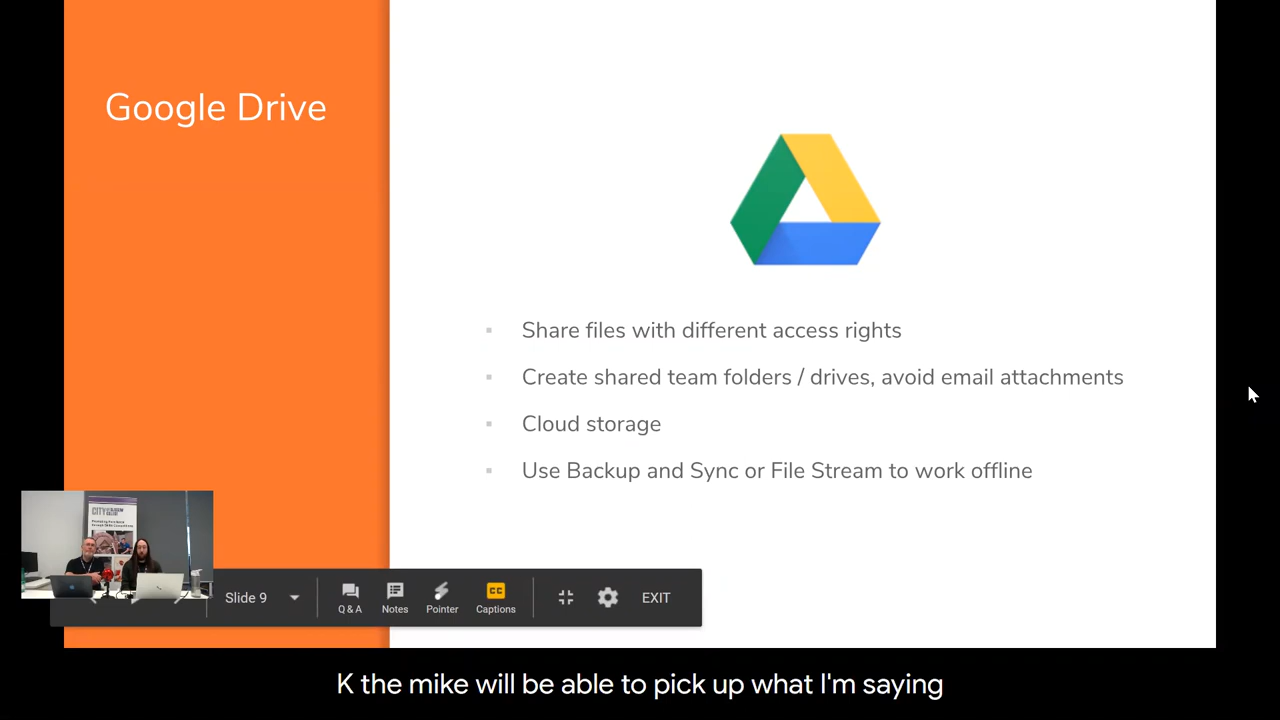 Google Drive
Share files with different access rights
Create shared team folders / drives, avoid email attachments
Cloud storage
Use Backup and Sync or File Stream to work offline
CITY
Slide 9
Q & A
Notes
Pointer
CC
Captions
EXIT
K the mike will be able to pick up what I'm saying